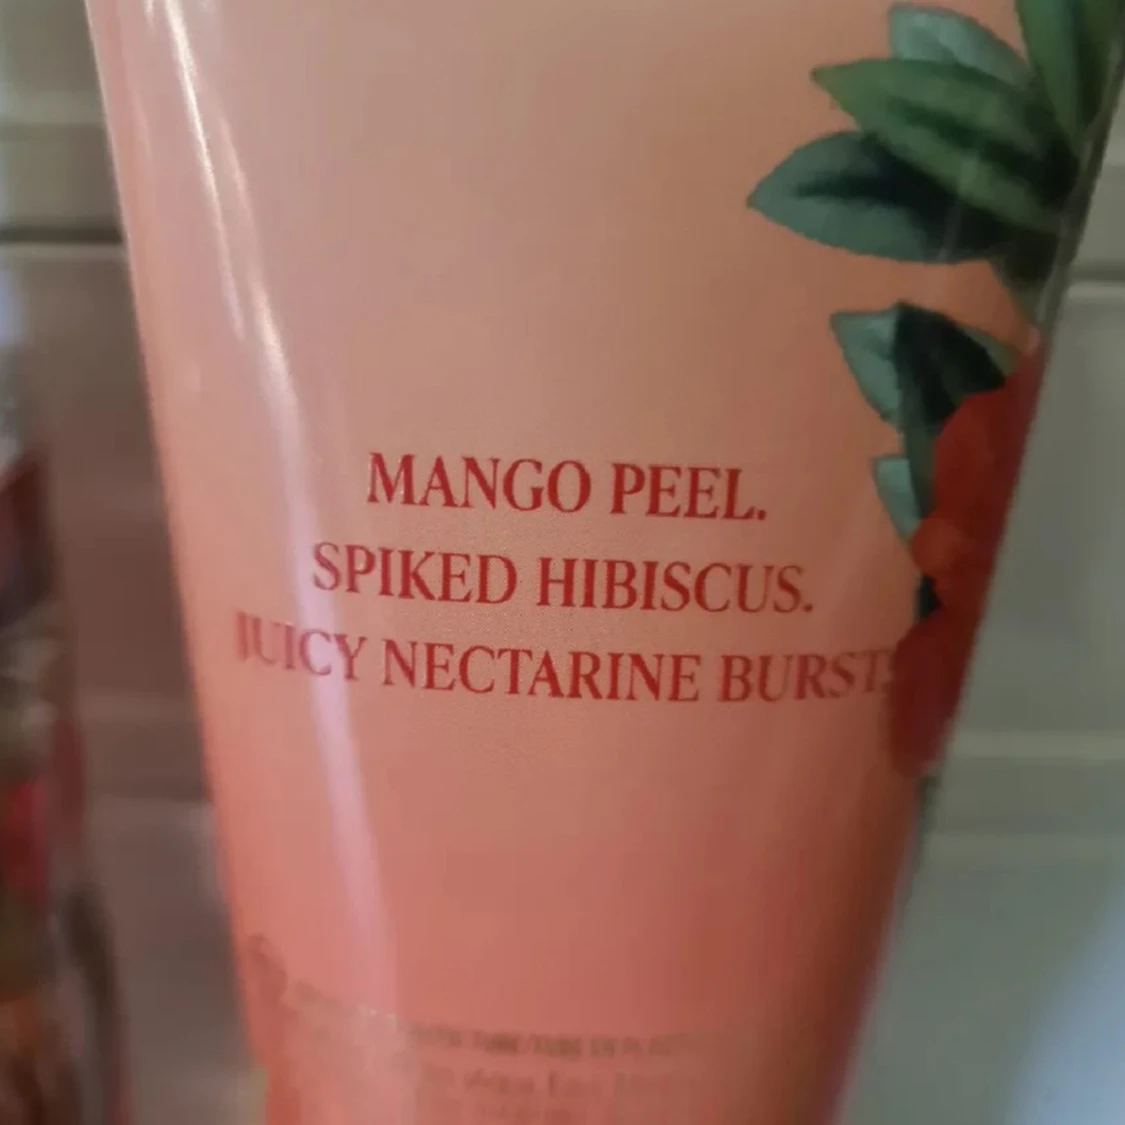 MANGO PEEL.
SPIKED HIBISCUS.
JUICY NECTARINE BURST.